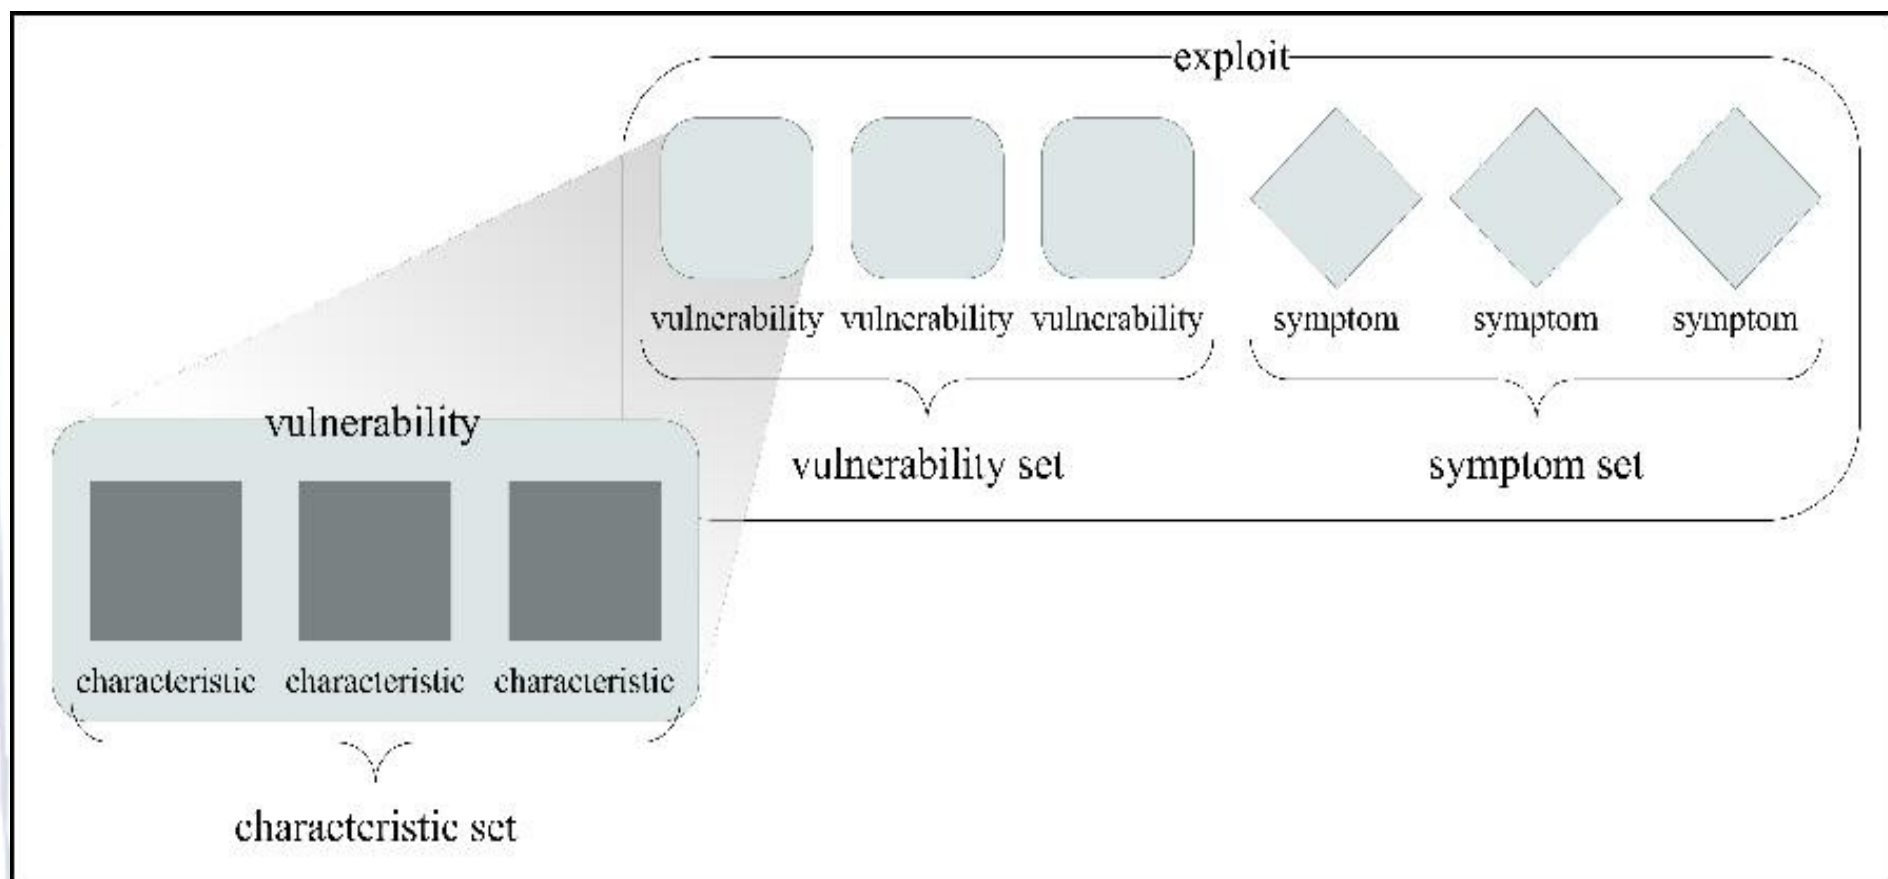 exploit
vulnerability vulnerability vulnerability symptom symptom symptom
vulnerability set symptom set
vulnerability
characteristic characteristic characteristic
characteristic set